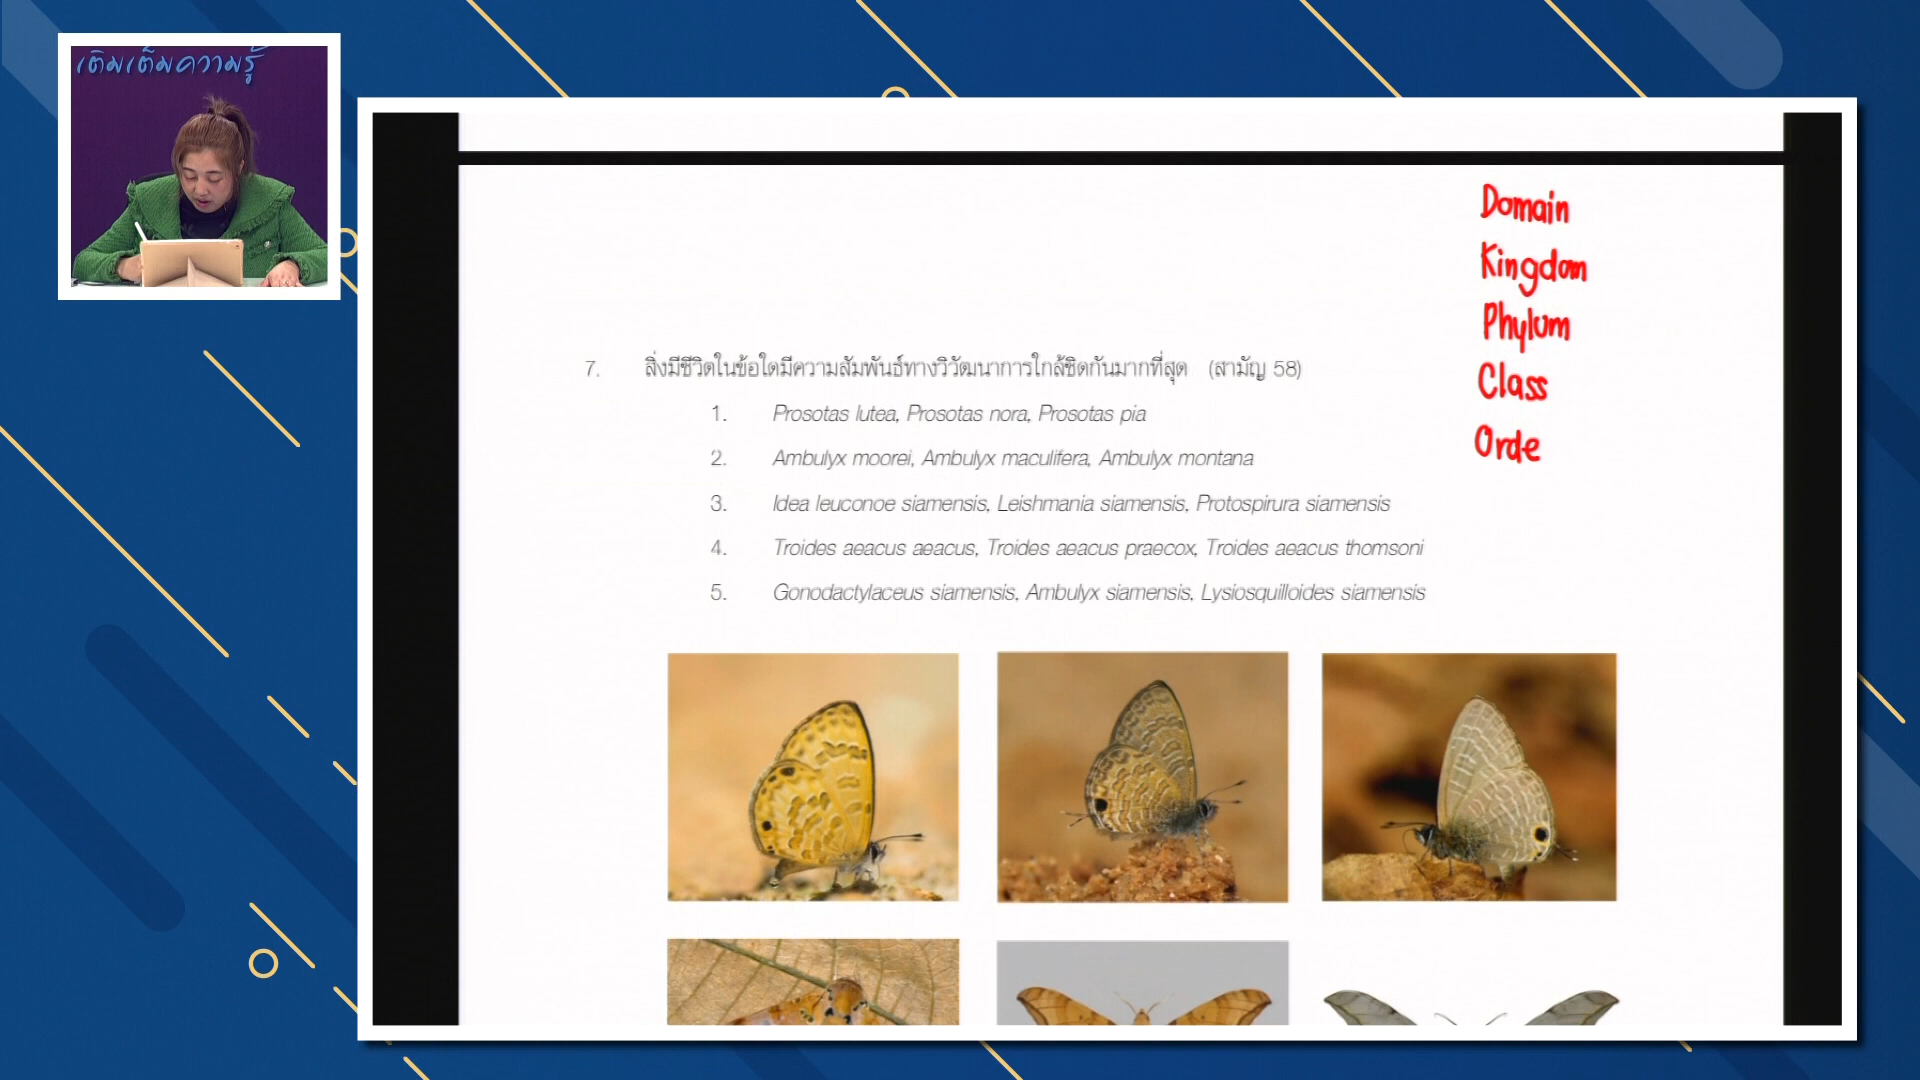 เติมเต็มความรู้
Domain
Kingdom
Phylum
Class
Orde
7. สิ่งมีชีวิตในข้อใดมีความสัมพันธ์ทางวิวัฒนาการใกล้ชิดกันมากที่สุด (สามัญ 58)
1. Prosotas lutea, Prosotas nora, Prosotas pia
2. Ambulyx moorei, Ambulyx maculifera, Ambulyx montana
3. Idea leuconoe siamensis, Leishmania siamensis, Protospirura siamensis
4. Troides aeacus aeacus, Troides aeacus praecox, Troides aeacus thomsoni
5. Gonodactylaceus siamensis, Ambulyx siamensis, Lysiosquilloides siamensis